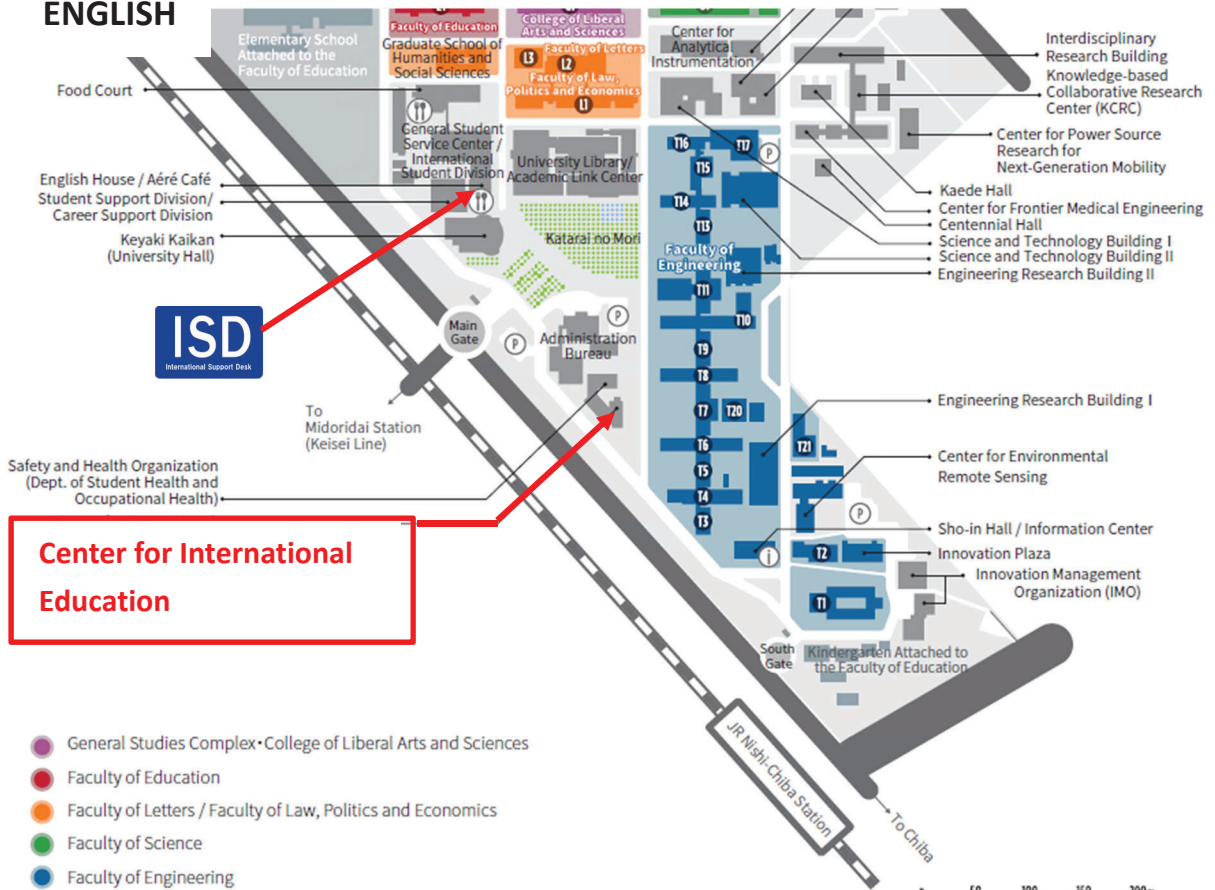 ENGLISH
Elementary School
Attached to the
Faculty of Education
Faculty of Education
Graduate School of
Humanities and
Social Sciences
College of Liberal
Arts and Sciences
L3
Faculty of Letters
L2
Faculty of Law,
Politics and Economics
L1
Center for
Analytical
Instrumentation
Interdisciplinary
Research Building
Knowledge-based
Collaborative Research
Center (KCRC)
Center for Power Source
Research for
Next-Generation Mobility
Kaede Hall
Center for Frontier Medical Engineering
Centennial Hall
Science and Technology Building I
Science and Technology Building II
Engineering Research Building II
Food Court
General Student
Service Center /
International
Student Division
University Library/
Academic Link Center
English House / Aéré Café
Student Support Division/
Career Support Division
Keyaki Kaikan
(University Hall)
Katarai no Mori
T16
T17
P
T15
T14
T13
Faculty of
Engineering
T11
T10
T9
T8
T7
T20
T6
T5
T4
T3
T21
T2
T1
ISD
International Support Desk
Main
Gate
P
P
Administration
Bureau
To
Midoridai Station
(Keisei Line)
Safety and Health Organization
(Dept. of Student Health and
Occupational Health)
Center for International
Education
Engineering Research Building I
Center for Environmental
Remote Sensing
P
Sho-in Hall / Information Center
i
Innovation Plaza
Innovation Management
Organization (IMO)
South
Gate
Kindergarten Attached to
the Faculty of Education
JR Nishi-Chiba Station
To Chiba
General Studies Complex・College of Liberal Arts and Sciences
Faculty of Education
Faculty of Letters / Faculty of Law, Politics and Economics
Faculty of Science
Faculty of Engineering